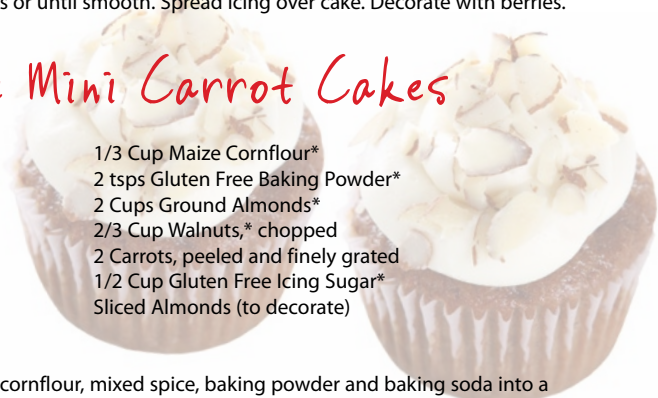 s or until smooth. Spread icing over cake. Decorate with berries.
Mini Carrot Cakes
1/3 Cup Maize Cornflour*
2 tsps Gluten Free Baking Powder*
2 Cups Ground Almonds*
2/3 Cup Walnuts,* chopped
2 Carrots, peeled and finely grated
1/2 Cup Gluten Free Icing Sugar*
Sliced Almonds (to decorate)
cornflour, mixed spice, baking powder and baking soda into a